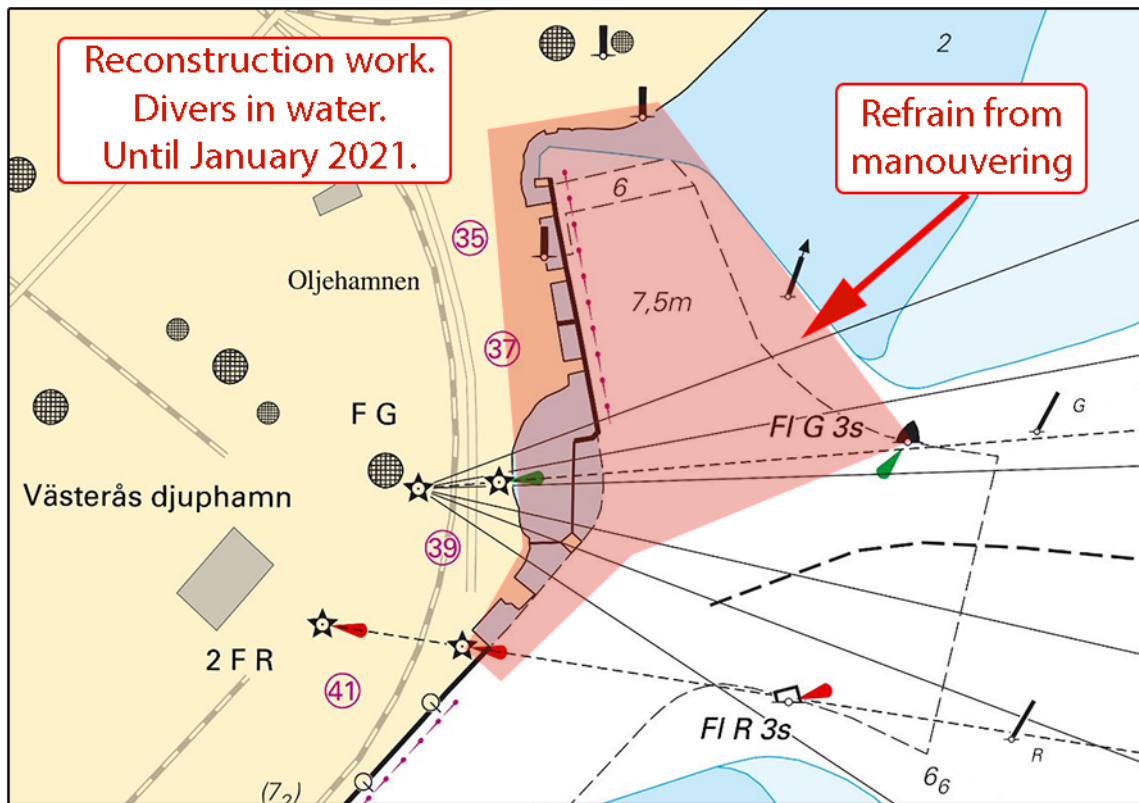 Reconstruction work.
Divers in water.
Until January 2021.
2
Refrain from
manouvering
6
35
Oljehamnen
7,5m
37
F G
Fl G 3s
G
Västerås djuphamn
39
2 F R
41
Fl R 3s
R
6₆
(7₂)